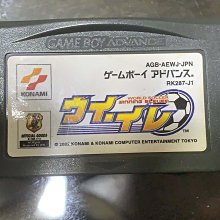 GAME BOY ADVANCE
AGB-AEWJ-JPN
ゲームボーイ アドバンス
RK287-J1
KONAMI
ウイイレ
WORLD SOCCER
WINNING ELEVEN
OFFICIAL GOODS
© 2002 KONAMI & KONAMI COMPUTER ENTERTAINMENT TOKYO